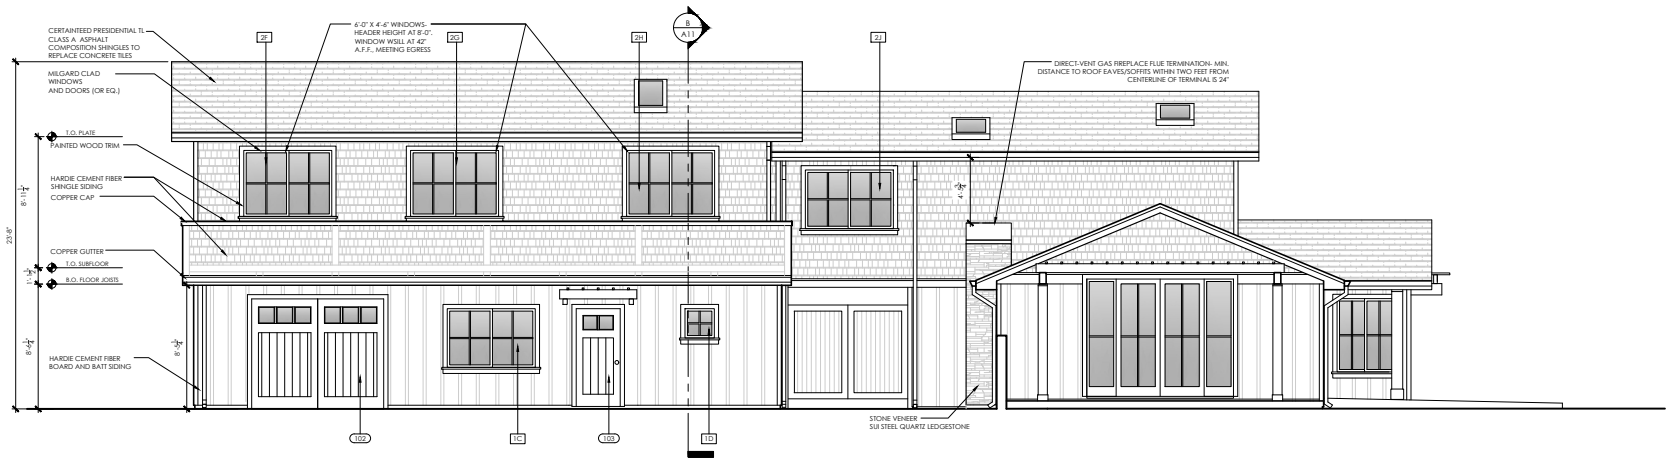 CERTAINTEED PRESIDENTIAL TL
CLASS A ASPHALT
COMPOSITION SHINGLES TO
REPLACE CONCRETE TILES
MILGARD CLAD
WINDOWS
AND DOORS (OR EQ.)
T.O. PLATE
PAINTED WOOD TRIM
HARDIE CEMENT FIBER
SHINGLE SIDING
COPPER CAP
COPPER GUTTER
T.O. SUBFLOOR
B.O. FLOOR JOISTS
HARDIE CEMENT FIBER
BOARD AND BATT SIDING
23'-8"
6'-0" X 4'-6" WINDOWS-
HEADER HEIGHT AT 8'-0".
WINDOW WSILL AT 42"
A.F.F., MEETING EGRESS
2F
2G
2H
B
A11
2J
DIRECT-VENT GAS FIREPLACE FLUE TERMINATION- MIN.
DISTANCE TO ROOF EAVES/SOFFITS WITHIN TWO FEET FROM
CENTERLINE OF TERMINAL IS 24"
STONE VENEER
SUI STEEL QUARTZ LEDGESTONE
102
1C
103
1D